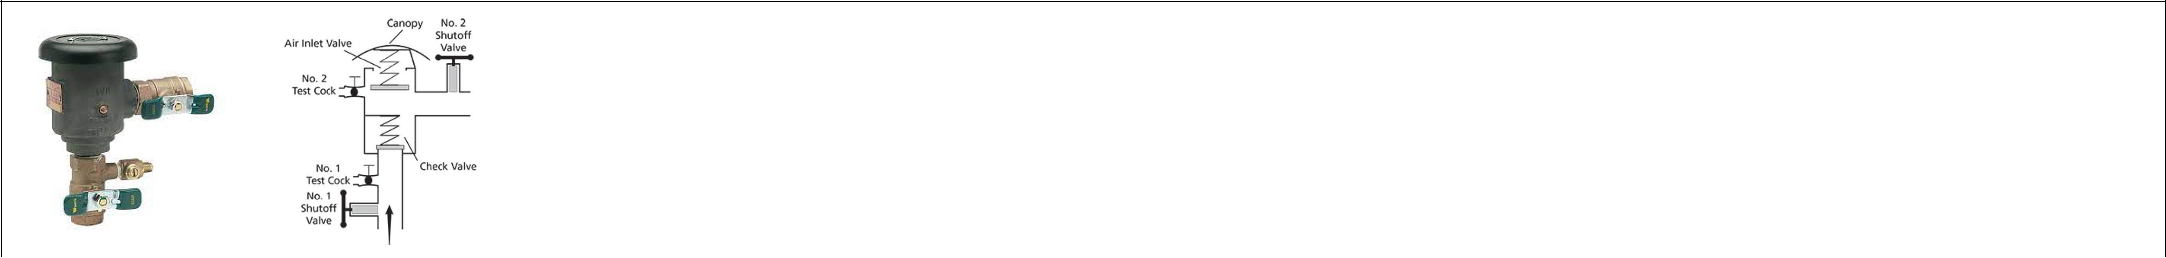 Canopy
No. 2
Shutoff
Valve
Air Inlet Valve
No. 2
Test Cock
Check Valve
No. 1
Test Cock
No. 1
Shutoff
Valve